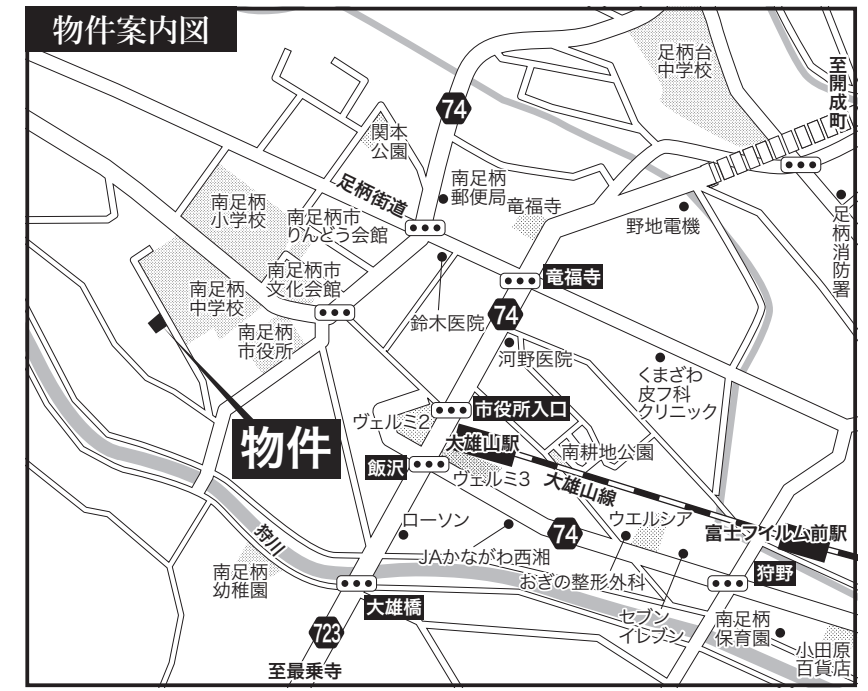 物件案内図
足柄台
中学校
至開成町
74
関本
公園
南足柄
郵便局
竜福寺
足柄街道
南足柄
小学校
南足柄市
りんどう会館
野地電機
足柄消防署
南足柄市
文化会館
竜福寺
南足柄
中学校
鈴木医院
74
南足柄
市役所
河野医院
くまざわ
皮フ科
クリニック
ヴェルミ2
市役所入口
物件
大雄山駅
南耕地公園
飯沢
ヴェルミ3
大雄山線
ローソン
74
ウエルシア
富士フイルム前駅
狩川
JAかながわ西湘
おぎの整形外科
狩野
南足柄
幼稚園
大雄橋
セブン
イレブン
南足柄
保育園
723
小田原
百貨店
至最乗寺